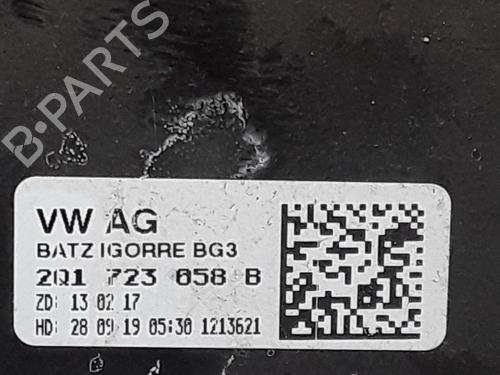 B-PARTS
VW AG
BATZ IGORRE BG3
2Q1 723 058 B
ZD: 13 02 17
HD: 28 09 19 05:30 1213621